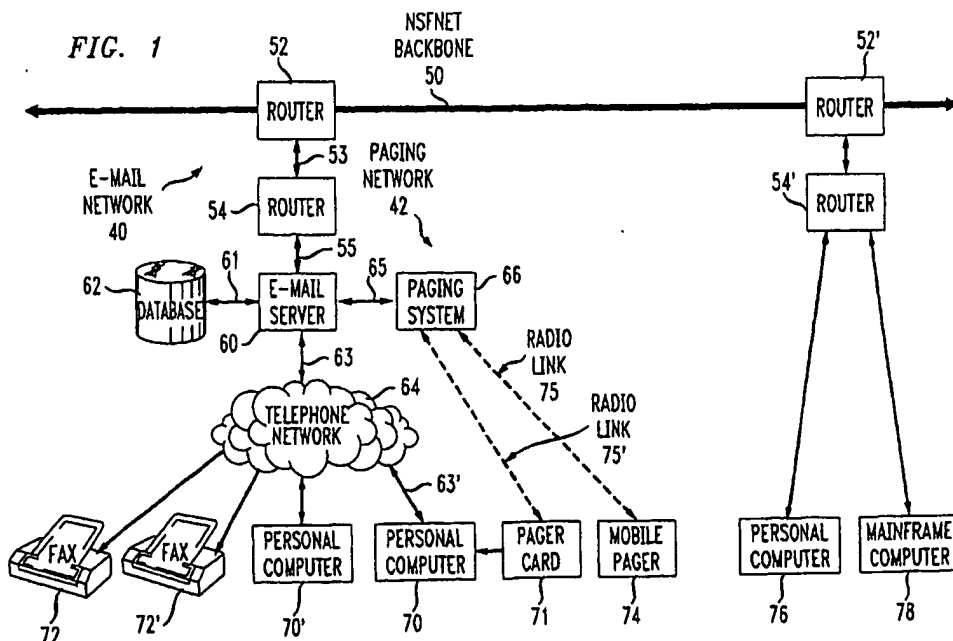 FIG. 1
NSFNET
BACKBONE
50
52
ROUTER
52'
ROUTER
53
E-MAIL
NETWORK
40
54
ROUTER
PAGING
NETWORK
42
54'
ROUTER
55
62
DATABASE
61
E-MAIL
SERVER
60
65
PAGING
SYSTEM
66
63
64
TELEPHONE
NETWORK
RADIO
LINK
75
RADIO
LINK
75'
63'
FAX
72
FAX
72'
PERSONAL
COMPUTER
70'
PERSONAL
COMPUTER
70
PAGER
CARD
71
MOBILE
PAGER
74
PERSONAL
COMPUTER
76
MAINFRAME
COMPUTER
78